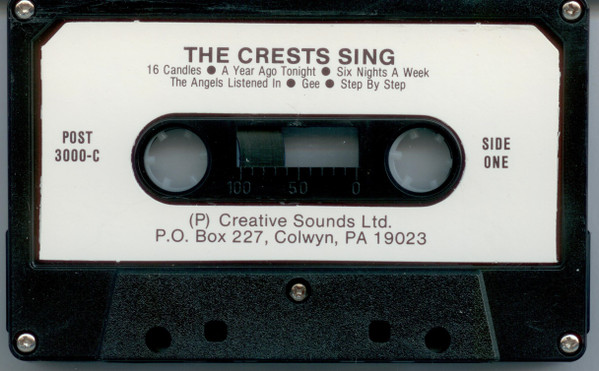 THE CRESTS SING
16 Candles ● A Year Ago Tonight ● Six Nights A Week
The Angels Listened In ● Gee ● Step By Step
POST
3000-C
SIDE
ONE
100 50 0
(P) Creative Sounds Ltd.
P.O. Box 227, Colwyn, PA 19023